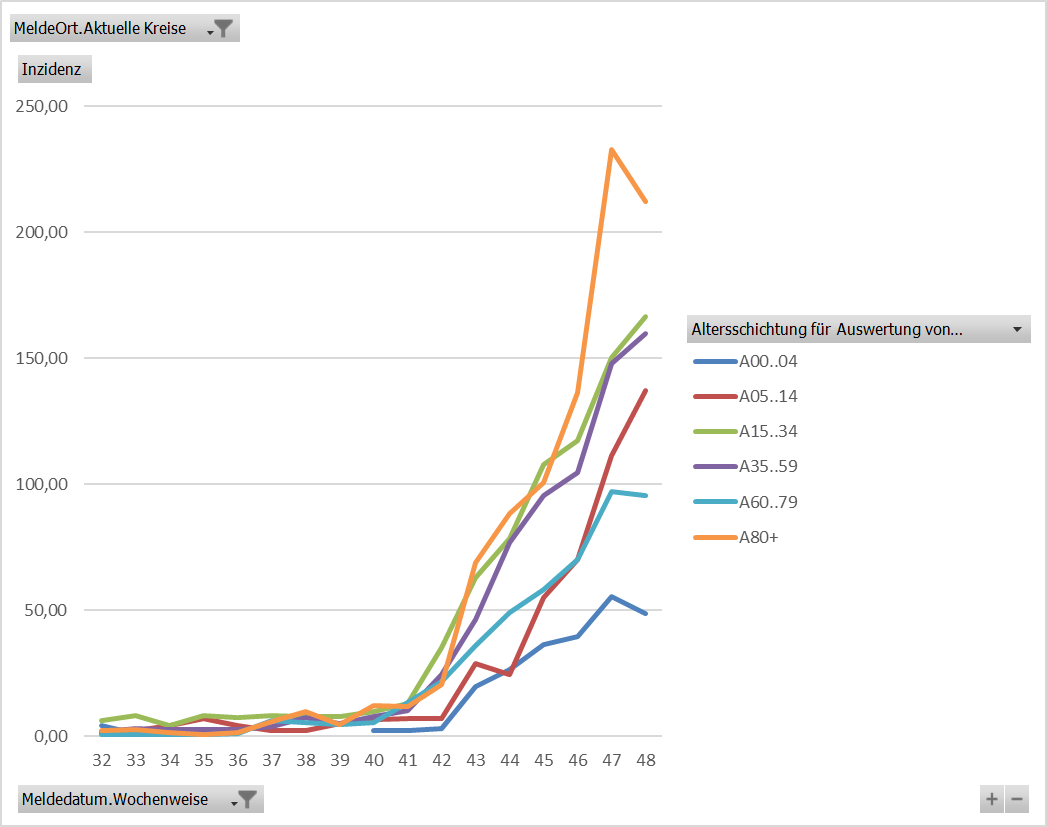 MeldeOrt.Aktuelle Kreise
Inzidenz
250,00
200,00
150,00
100,00
50,00
0,00
32 33 34 35 36 37 38 39 40 41 42 43 44 45 46 47 48
Altersschichtung für Auswertung von...
A00..04
A05..14
A15..34
A35..59
A60..79
A80+
Meldedatum.Wochenweise
+ −